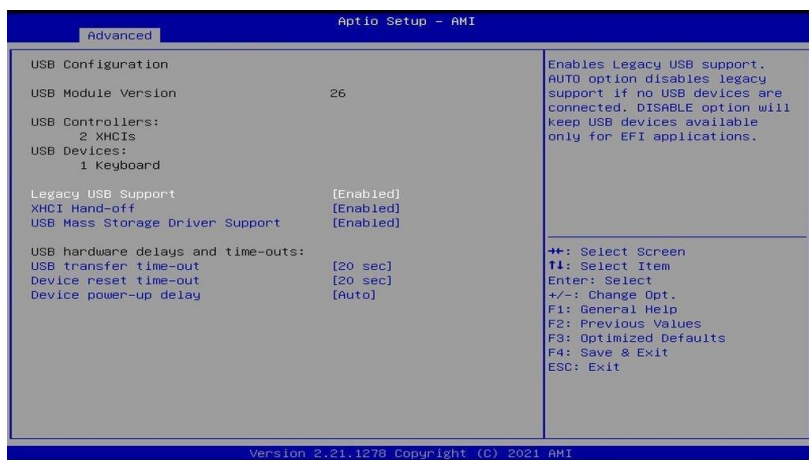 Aptio Setup – AMI
Advanced
USB Configuration
USB Module Version 26
USB Controllers:
2 XHCIs
USB Devices:
1 Keyboard
Legacy USB Support [Enabled]
XHCI Hand-off [Enabled]
USB Mass Storage Driver Support [Enabled]
USB hardware delays and time-outs:
USB transfer time-out [20 sec]
Device reset time-out [20 sec]
Device power-up delay [Auto]
Enables Legacy USB support.
AUTO option disables legacy
support if no USB devices are
connected. DISABLE option will
keep USB devices available
only for EFI applications.
→←: Select Screen
↑↓: Select Item
Enter: Select
+/-: Change Opt.
F1: General Help
F2: Previous Values
F3: Optimized Defaults
F4: Save & Exit
ESC: Exit
Version 2.21.1278 Copyright (C) 2021 AMI